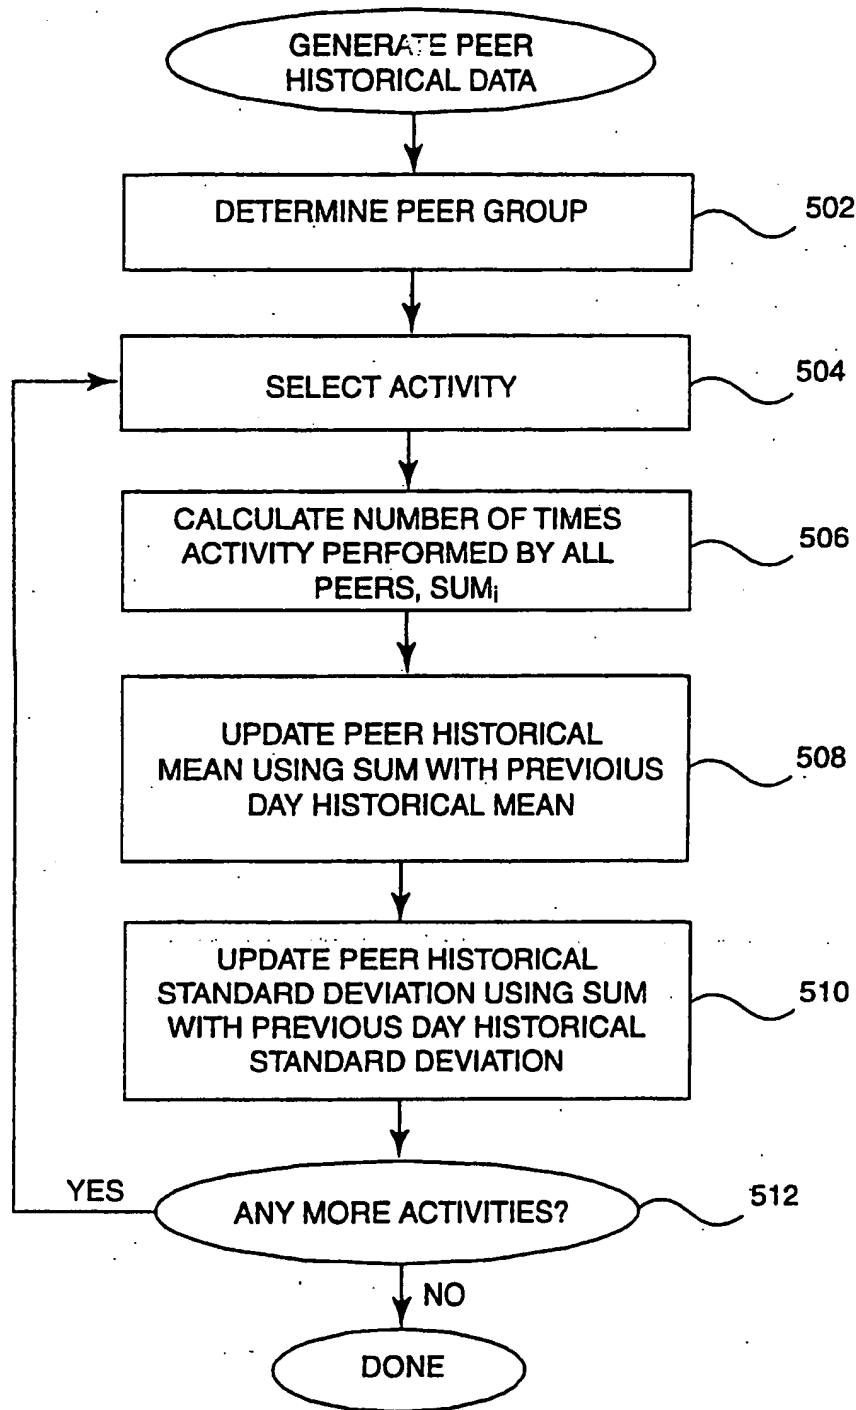 GENERATE PEER
HISTORICAL DATA
DETERMINE PEER GROUP
502
SELECT ACTIVITY
504
CALCULATE NUMBER OF TIMES
ACTIVITY PERFORMED BY ALL
PEERS, SUMi
506
UPDATE PEER HISTORICAL
MEAN USING SUM WITH PREVIOIUS
DAY HISTORICAL MEAN
508
UPDATE PEER HISTORICAL
STANDARD DEVIATION USING SUM
WITH PREVIOUS DAY HISTORICAL
STANDARD DEVIATION
510
YES
ANY MORE ACTIVITIES?
512
NO
DONE